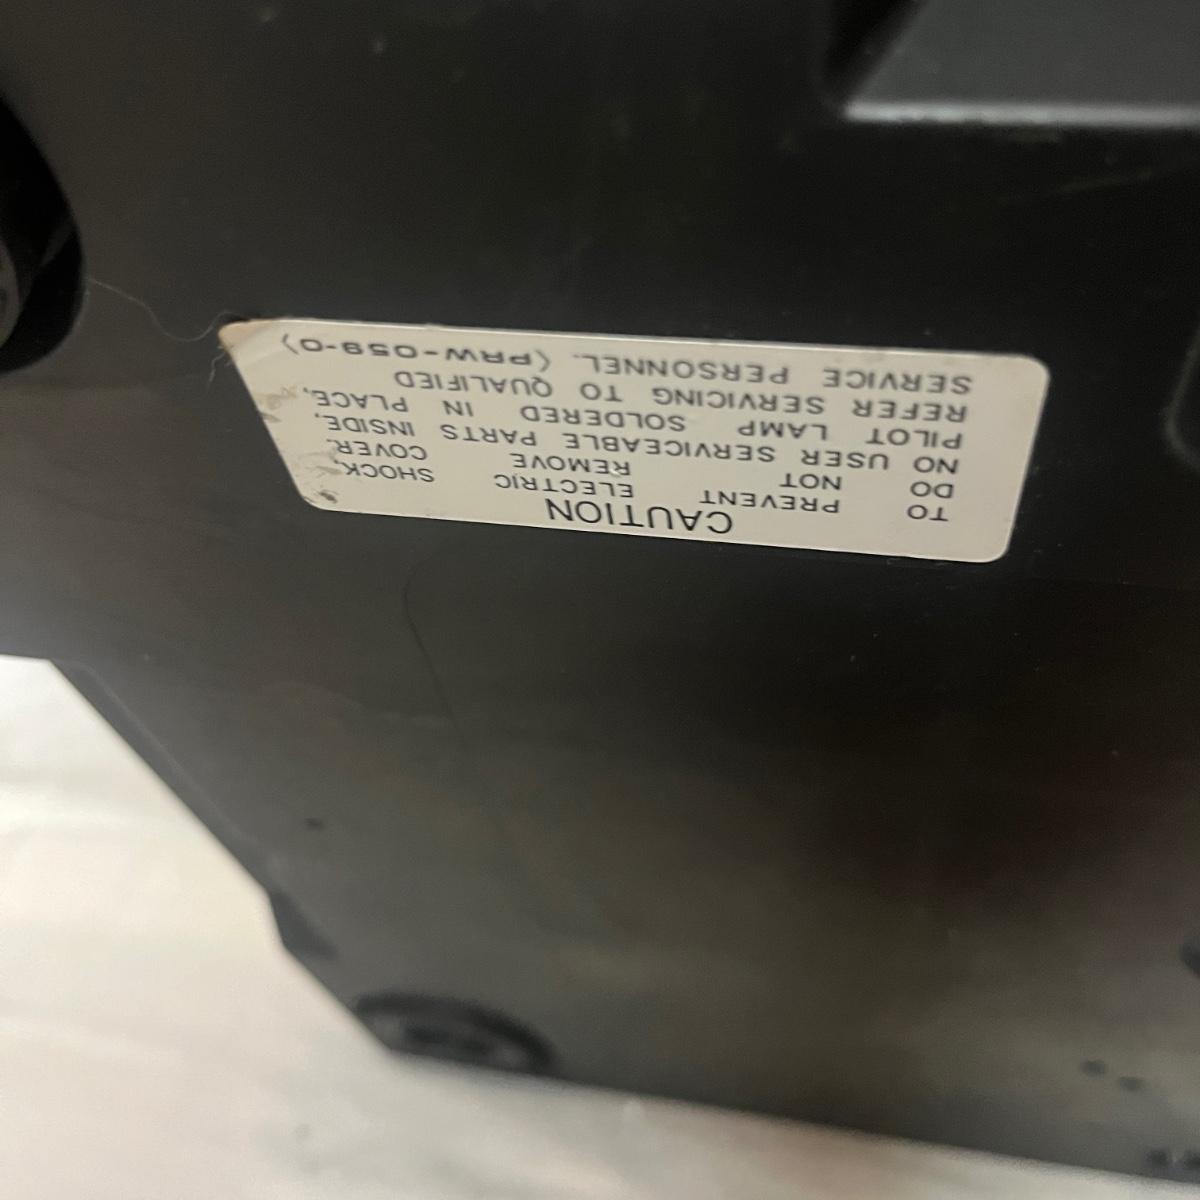 CAUTION
TO PREVENT ELECTRIC SHOCK,
DO NOT REMOVE COVER.
NO USER SERVICEABLE PARTS INSIDE,
PILOT LAMP SOLDERED IN PLACE,
REFER SERVICING TO QUALIFIED
SERVICE PERSONNEL. (PRW-059-0)